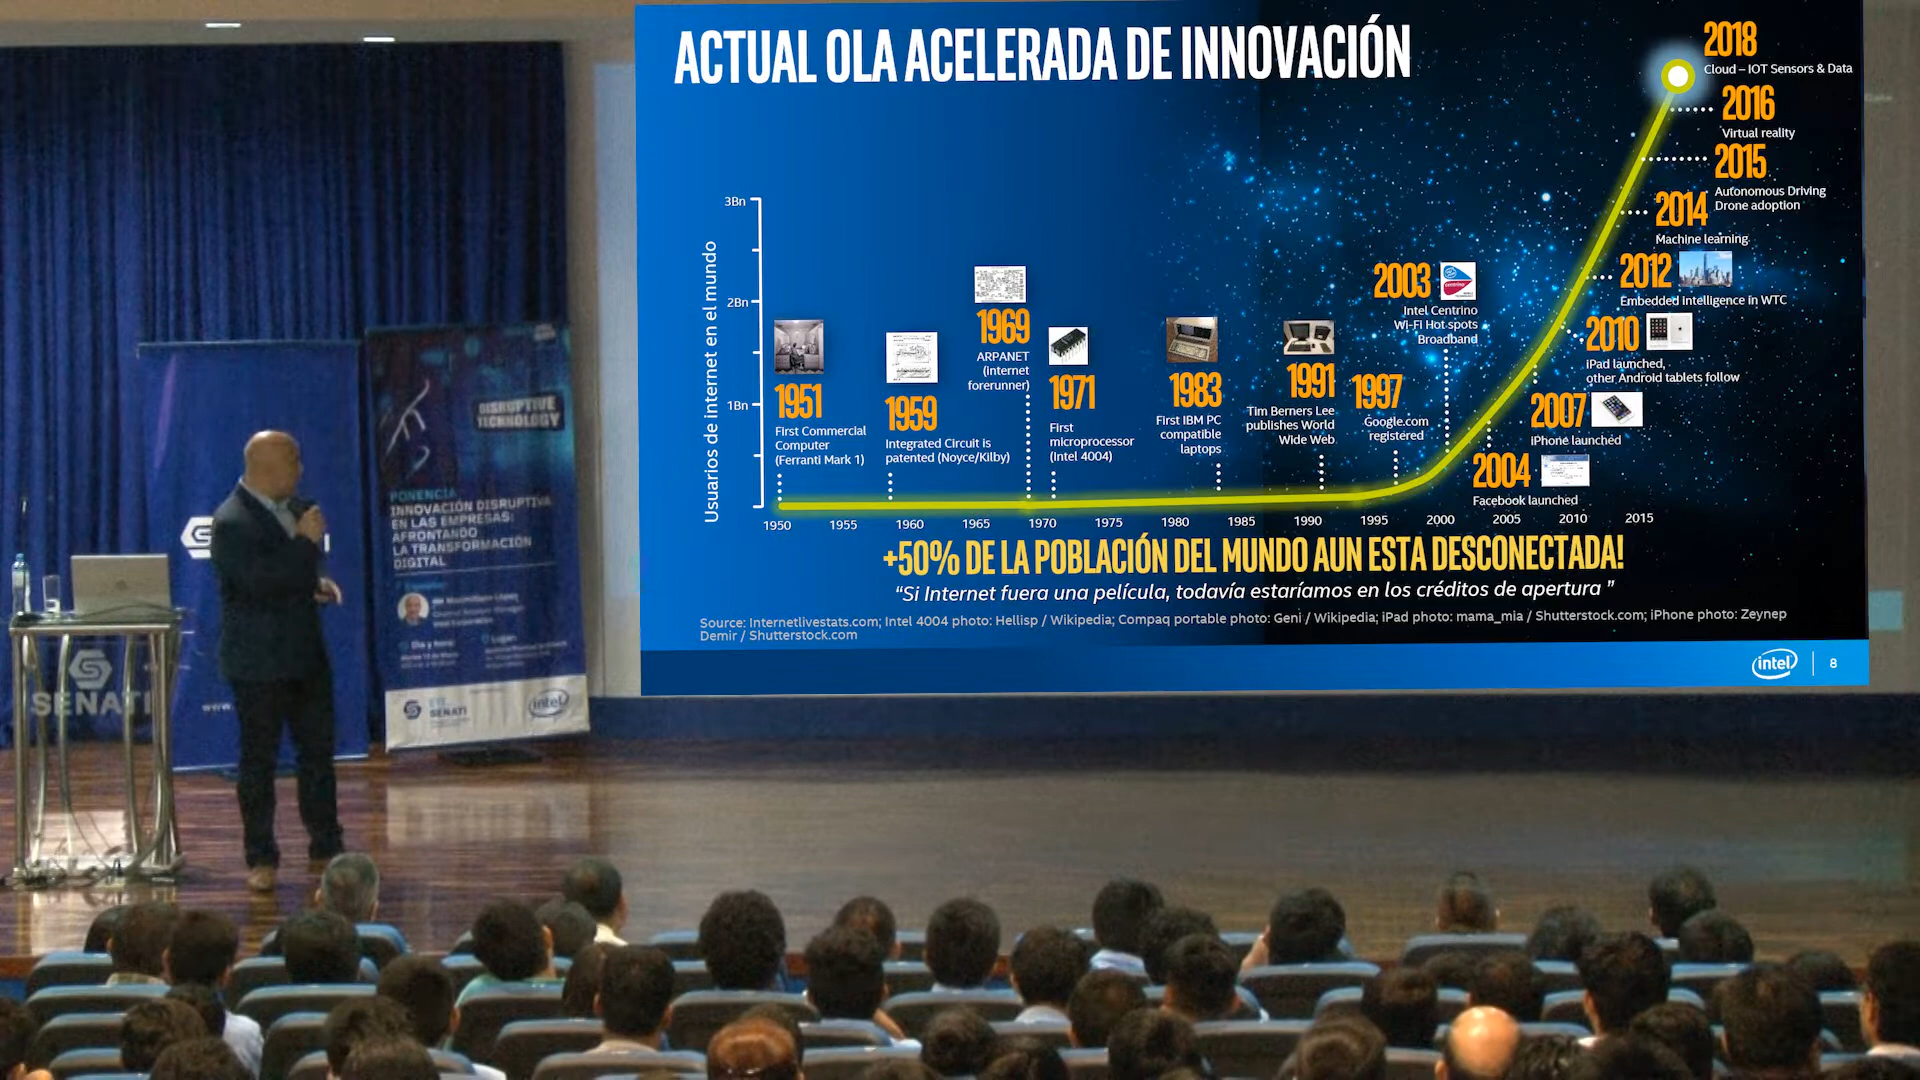 ACTUAL OLA ACELERADA DE INNOVACIÓN
2018
Cloud – IOT Sensors & Data
2016
Virtual reality
2015
Autonomous Driving
Drone adoption
2014
Machine learning
2012
Embedded intelligence in WTC
2010
iPad launched,
other Android tablets follow
2007
iPhone launched
2004
Facebook launched
2003
Intel Centrino
Wi-Fi Hot spots
Broadband
1997
Google.com
registered
1991
Tim Berners Lee
publishes World
Wide Web
1983
First IBM PC
compatible
laptops
1971
First
microprocessor
(Intel 4004)
1969
ARPANET
(internet
forerunner)
1959
Integrated Circuit is
patented (Noyce/Kilby)
1951
First Commercial
Computer
(Ferranti Mark 1)
Usuarios de internet en el mundo
3Bn
2Bn
1Bn
1950 1955 1960 1965 1970 1975 1980 1985 1990 1995 2000 2005 2010 2015
+50% DE LA POBLACIÓN DEL MUNDO AUN ESTA DESCONECTADA!
“Si Internet fuera una película, todavía estaríamos en los créditos de apertura ”
Source: Internetlivestats.com; Intel 4004 photo: Hellisp / Wikipedia; Compaq portable photo: Geni / Wikipedia; iPad photo: mama_mia / Shutterstock.com; iPhone photo: Zeynep
Demir / Shutterstock.com
intel 8
DISRUPTIVE
TECHNOLOGY
PONENCIA
INNOVACIÓN DISRUPTIVA
EN LAS EMPRESAS:
AFRONTANDO
LA TRANSFORMACION
DIGITAL
Día y hora:
Lugar:
SENATI
intel
SENATI
www.